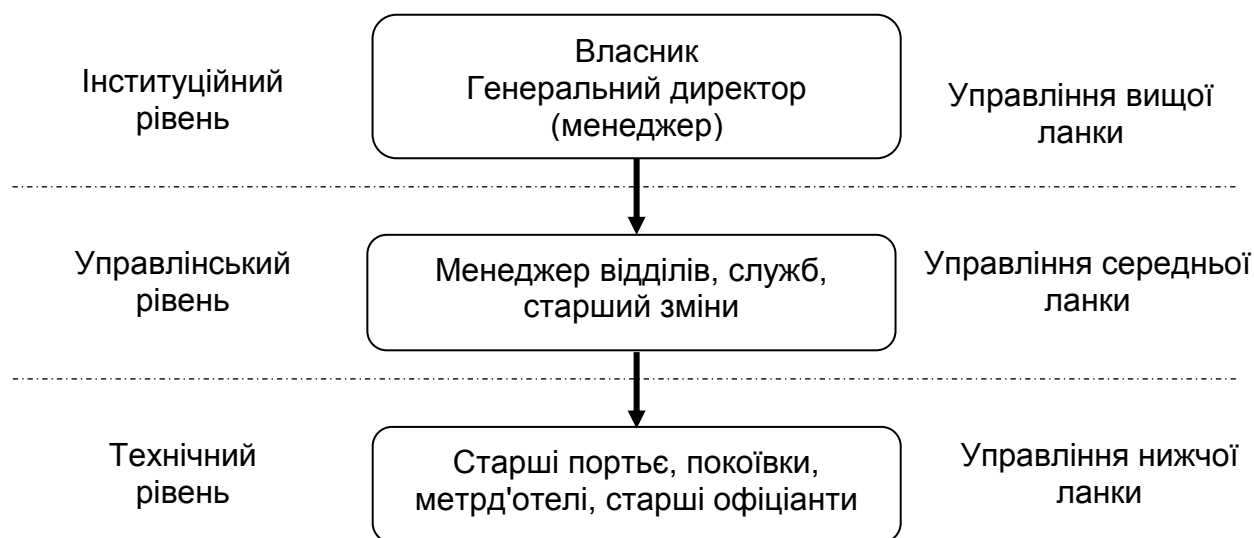 Інституційний
рівень
Власник
Генеральний директор
(менеджер)
Управління вищої
ланки
Управлінський
рівень
Менеджер відділів, служб,
старший зміни
Управління середньої
ланки
Технічний
рівень
Старші портьє, покоївки,
метрд'отелі, старші офіціанти
Управління нижчої
ланки